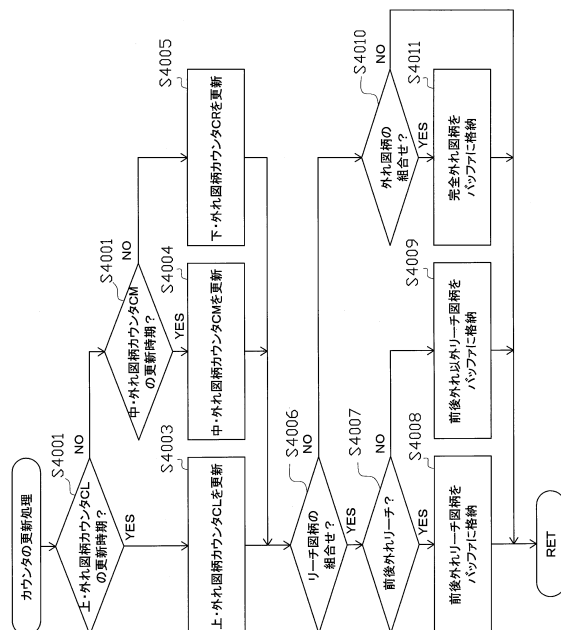 カウンタの更新処理
S4001
上・外れ図柄カウンタCL
の更新時期？
NO
YES
S4001
中・外れ図柄カウンタCM
の更新時期？
NO
YES
S4003
上・外れ図柄カウンタCLを更新
S4004
中・外れ図柄カウンタCMを更新
S4005
下・外れ図柄カウンタCRを更新
S4006
リーチ図柄の
組合せ？
NO
YES
S4007
前後外れリーチ？
NO
YES
S4008
前後外れリーチ図柄を
バッファに格納
S4009
前後外れ以外リーチ図柄を
バッファに格納
S4010
外れ図柄の
組合せ？
NO
YES
S4011
完全外れ図柄を
バッファに格納
RET